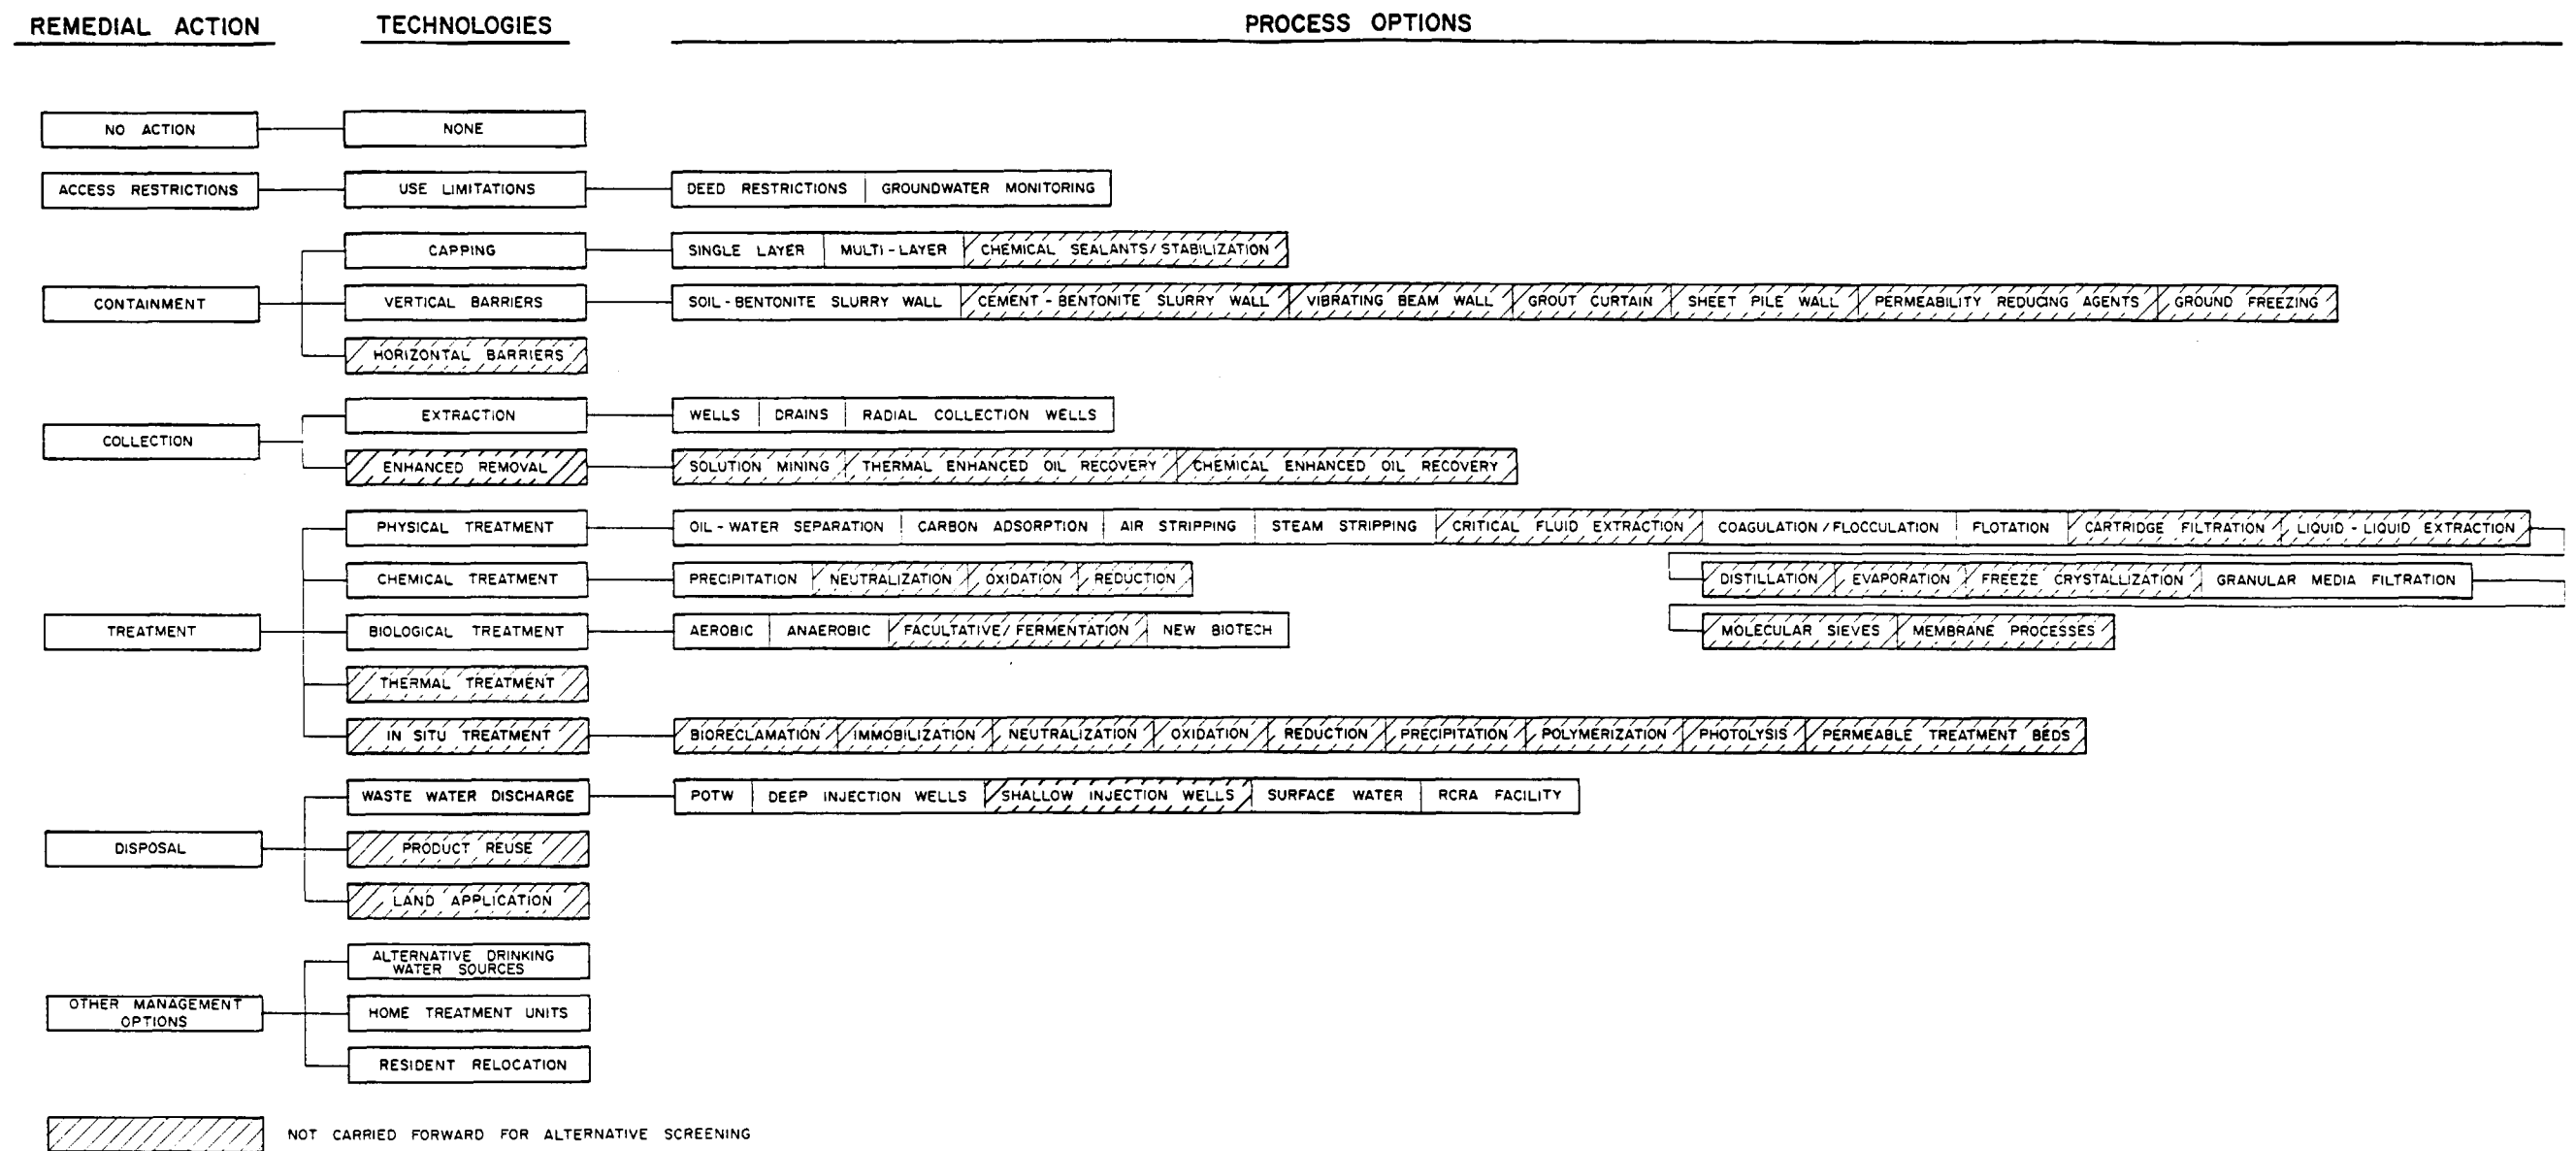 REMEDIAL ACTION TECHNOLOGIES PROCESS OPTIONS
NO ACTION NONE
ACCESS RESTRICTIONS USE LIMITATIONS DEED RESTRICTIONS GROUNDWATER MONITORING
CAPPING SINGLE LAYER MULTI-LAYER CHEMICAL SEALANTS/STABILIZATION
CONTAINMENT VERTICAL BARRIERS SOIL-BENTONITE SLURRY WALL CEMENT-BENTONITE SLURRY WALL VIBRATING BEAM WALL GROUT CURTAIN SHEET PILE WALL PERMEABILITY REDUCING AGENTS GROUND FREEZING
HORIZONTAL BARRIERS
EXTRACTION WELLS DRAINS RADIAL COLLECTION WELLS
COLLECTION
ENHANCED REMOVAL SOLUTION MINING THERMAL ENHANCED OIL RECOVERY CHEMICAL ENHANCED OIL RECOVERY
PHYSICAL TREATMENT OIL-WATER SEPARATION CARBON ADSORPTION AIR STRIPPING STEAM STRIPPING CRITICAL FLUID EXTRACTION COAGULATION/FLOCCULATION FLOTATION CARTRIDGE FILTRATION LIQUID-LIQUID EXTRACTION
CHEMICAL TREATMENT PRECIPITATION NEUTRALIZATION OXIDATION REDUCTION DISTILLATION EVAPORATION FREEZE CRYSTALLIZATION GRANULAR MEDIA FILTRATION
TREATMENT BIOLOGICAL TREATMENT AEROBIC ANAEROBIC FACULTATIVE/FERMENTATION NEW BIOTECH MOLECULAR SIEVES MEMBRANE PROCESSES
THERMAL TREATMENT
IN SITU TREATMENT BIORECLAMATION IMMOBILIZATION NEUTRALIZATION OXIDATION REDUCTION PRECIPITATION POLYMERIZATION PHOTOLYSIS PERMEABLE TREATMENT BEDS
WASTE WATER DISCHARGE POTW DEEP INJECTION WELLS SHALLOW INJECTION WELLS SURFACE WATER RCRA FACILITY
DISPOSAL PRODUCT REUSE
LAND APPLICATION
ALTERNATIVE DRINKING
WATER SOURCES
OTHER MANAGEMENT
OPTIONS
HOME TREATMENT UNITS
RESIDENT RELOCATION
NOT CARRIED FORWARD FOR ALTERNATIVE SCREENING